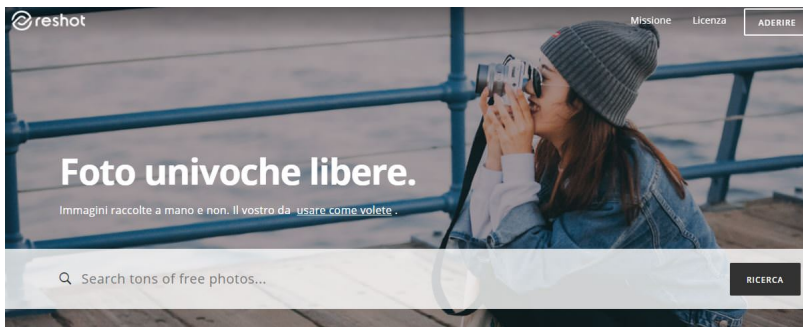 reshot
Missione Licenza ADERIRE
Foto univoche libere.
Immagini raccolte a mano e non. Il vostro da usare come volete .
Search tons of free photos...
RICERCA